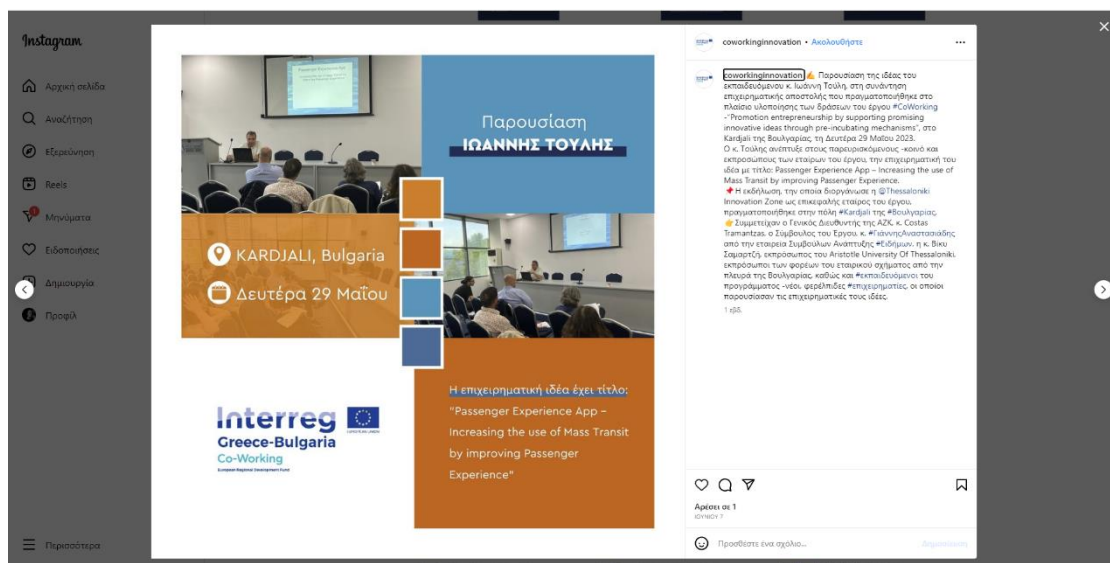 Instagram
Αρχική σελίδα
Αναζήτηση
Εξερεύνηση
Reels
Μηνύματα
Ειδοποιήσεις
Δημιουργία
Προφίλ
Περισσότερα
Παρουσίαση
ΙΩΑΝΝΗΣ ΤΟΥΛΗΣ
KARDJALI, Bulgaria
Δευτέρα 29 Μαΐου
Interreg
Greece-Bulgaria
Co-Working
European Regional Development Fund
EUROPEAN UNION
Η επιχειρηματική ιδέα έχει τίτλο:
"Passenger Experience App –
Increasing the use of Mass Transit
by improving Passenger
Experience"
coworkinginnovation • Ακολουθήστε
coworkinginnovation ✍ Παρουσίαση της ιδέας του
εκπαιδευόμενου κ. Ιωάννη Τούλη, στη συνάντηση
επιχειρηματικής αποστολής που πραγματοποιήθηκε στο
πλαίσιο υλοποίησης των δράσεων του έργου #CoWorking
-"Promotion entrepreneurship by supporting promising
innovative ideas through pre-incubating mechanisms", στο
Kardjali της Βουλγαρίας, τη Δευτέρα 29 Μαΐου 2023.
Ο κ. Τούλης ανέπτυξε στους παρευρισκόμενους -κοινό και
εκπροσώπους των εταίρων του έργου, την επιχειρηματική του
ιδέα με τίτλο: Passenger Experience App – Increasing the use of
Mass Transit by improving Passenger Experience.
📌 Η εκδήλωση, την οποία διοργάνωσε η @Thessaloniki
Innovation Zone ως επικεφαλής εταίρος του έργου,
πραγματοποιήθηκε στην πόλη #Kardjali της #Βουλγαρίας.
👉 Συμμετείχαν ο Γενικός Διευθυντής της ΑΖΚ, κ. Costas
Tramantzas, ο Σύμβουλος του Έργου, κ. #ΓιάννηςΑναστασιάδης
από την εταιρεία Συμβούλων Ανάπτυξης #Ειδήμων, η κ. Βίκυ
Σαμαρτζή, εκπρόσωπος του Aristotle University Of Thessaloniki,
εκπρόσωποι των φορέων του εταιρικού σχήματος από την
πλευρά της Βουλγαρίας, καθώς και #εκπαιδευόμενοι του
προγράμματος -νέοι, φερέλπιδες #επιχειρηματίες, οι οποίοι
παρουσίασαν τις επιχειρηματικές τους ιδέες.
1 εβδ.
Αρέσει σε 1
ΙΟΥΝΙΟΥ 7
Προσθέστε ένα σχόλιο...
Δημοσίευση